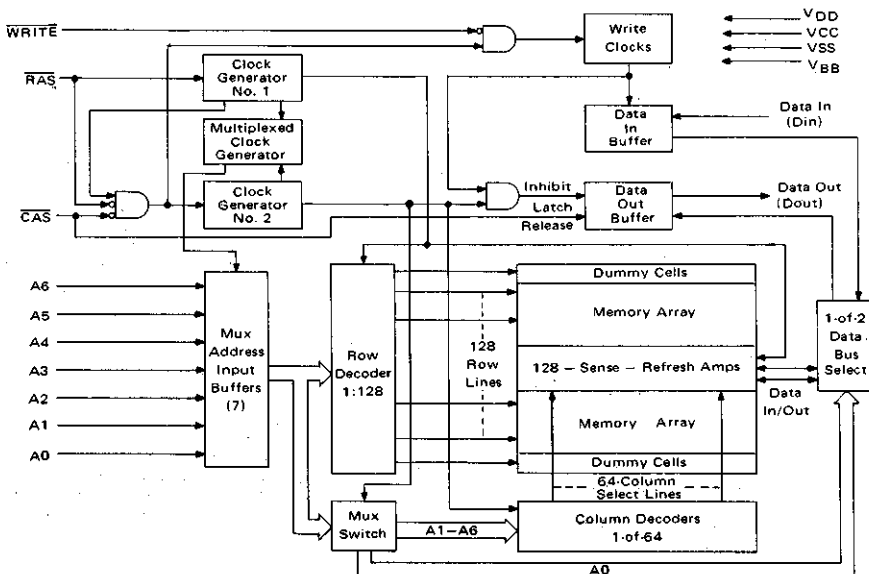 WRITE
RAS
CAS
Clock
Generator
No. 1
Multiplexed
Clock
Generator
Clock
Generator
No. 2
Write
Clocks
VDD
VCC
VSS
VBB
Data
In
Buffer
Data In
(Din)
Inhibit
Latch
Release
Data
Out
Buffer
Data Out
(Dout)
A6
A5
A4
A3
A2
A1
A0
Mux
Address
Input
Buffers
(7)
Row
Decoder
1:128
128
Row
Lines
Dummy Cells
Memory Array
128 – Sense – Refresh Amps
Memory Array
Dummy Cells
64-Column
Select Lines
Data
In/Out
1-of-2
Data
Bus
Select
Mux
Switch
A1–A6
Column Decoders
1-of-64
A0